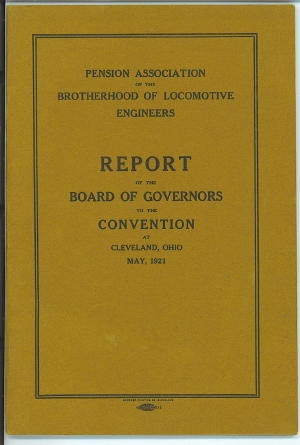 PENSION ASSOCIATION
OF THE
BROTHERHOOD OF LOCOMOTIVE
ENGINEERS
REPORT
OF THE
BOARD OF GOVERNORS
TO THE
CONVENTION
AT
CLEVELAND, OHIO
MAY, 1921